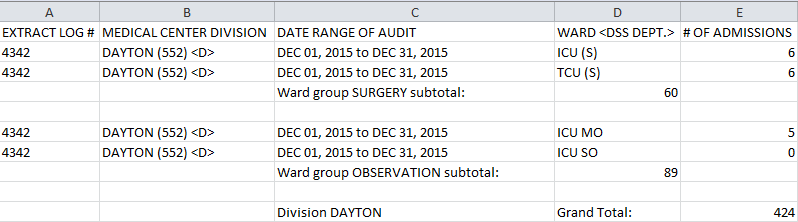 A B C D E
EXTRACT LOG # MEDICAL CENTER DIVISION DATE RANGE OF AUDIT WARD <DSS DEPT.> # OF ADMISSIONS
4342 DAYTON (552) <D> DEC 01, 2015 to DEC 31, 2015 ICU (S) 6
4342 DAYTON (552) <D> DEC 01, 2015 to DEC 31, 2015 TCU (S) 6
Ward group SURGERY subtotal: 60
4342 DAYTON (552) <D> DEC 01, 2015 to DEC 31, 2015 ICU MO 5
4342 DAYTON (552) <D> DEC 01, 2015 to DEC 31, 2015 ICU SO 0
Ward group OBSERVATION subtotal: 89
Division DAYTON Grand Total: 424